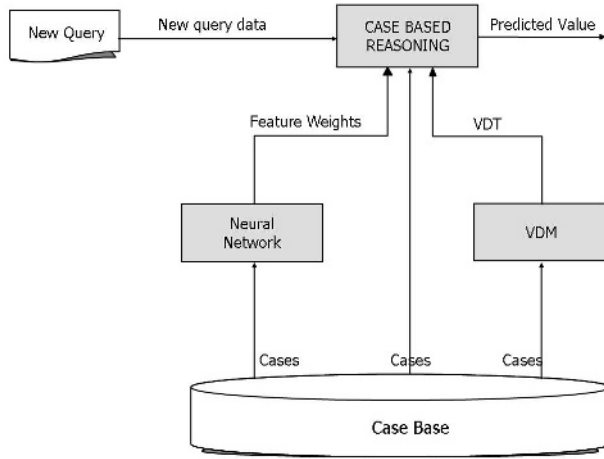 New Query
New query data
CASE BASED
REASONING
Predicted Value
Feature Weights
VDT
Neural
Network
VDM
Cases
Cases
Cases
Case Base